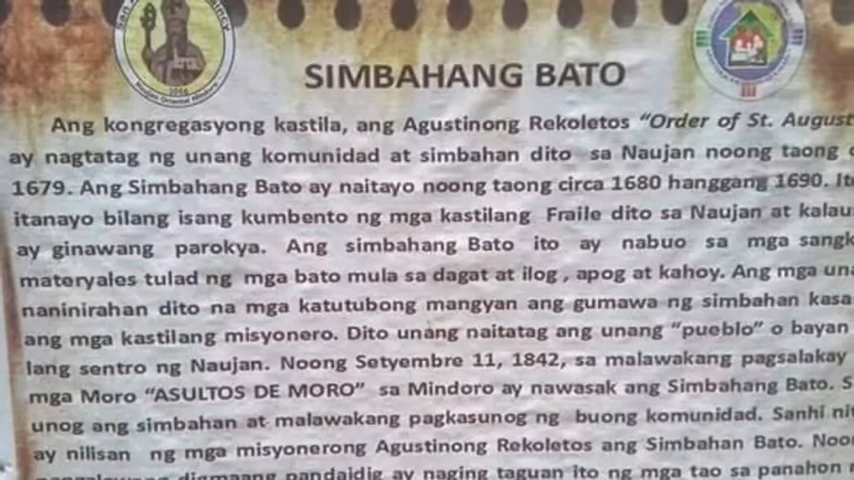 SIMBAHANG BATO
Ang kongregasyong kastila, ang Agustinong Rekoletos "Order of St. August
ay nagtatag ng unang komunidad at simbahan dito sa Naujan noong taong
1679. Ang Simbahang Bato ay naitayo noong taong circa 1680 hanggang 1690. It
itanayo bilang isang kumbento ng mga kastilang Fraile dito sa Naujan at kalau
ay ginawang parokya. Ang simbahang Bato ito ay nabuo sa mga sangk
materyales tulad ng mga bato mula sa dagat at ilog , apog at kahoy. Ang mga una
naninirahan dito na mga katutubong mangyan ang gumawa ng simbahan kasa
ang mga kastilang misyonero. Dito unang naitatag ang unang "pueblo" o bayan
lang sentro ng Naujan. Noong Setyembre 11, 1842, sa malawakang pagsalakay
mga Moro "ASULTOS DE MORO" sa Mindoro ay nawasak ang Simbahang Bato. S
unog ang simbahan at malawakang pagkasunog ng buong komunidad. Sanhi nit
ay nilisan ng mga misyonerong Agustinong Rekoletos ang Simbahan Bato. Noor
digmaang pandaidig ay naging taguan ito ng mga tao sa panahon